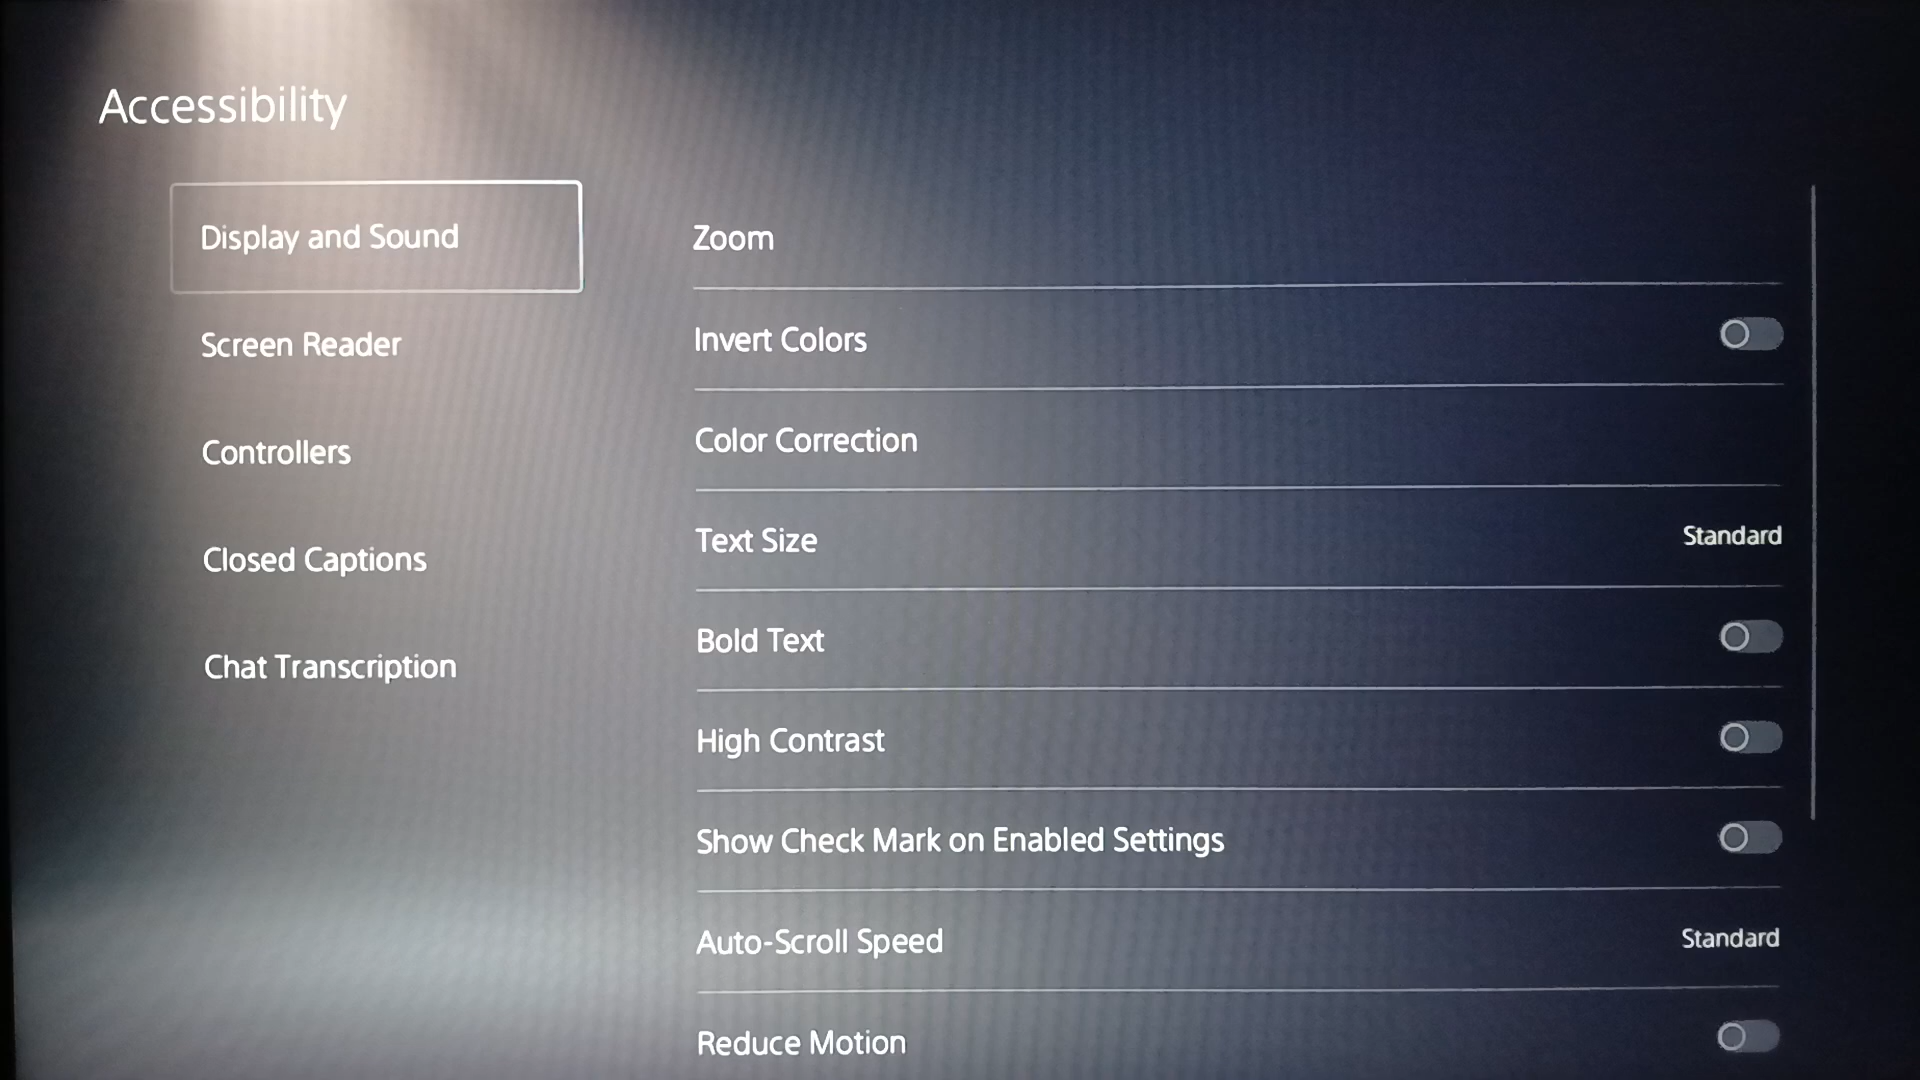 Accessibility
Display and Sound
Screen Reader
Controllers
Closed Captions
Chat Transcription
Zoom
Invert Colors
Color Correction
Text Size Standard
Bold Text
High Contrast
Show Check Mark on Enabled Settings
Auto-Scroll Speed Standard
Reduce Motion